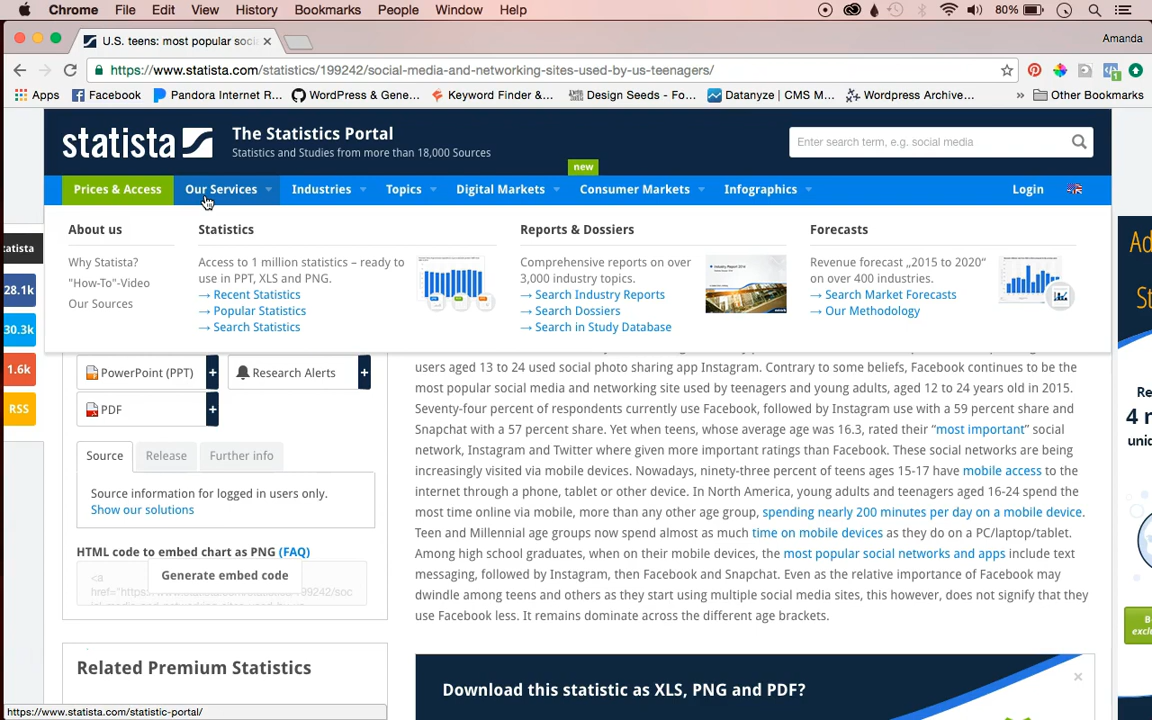 Chrome File Edit View History Bookmarks People Window Help 80%
U.S. teens: most popular soci
Amanda
https://www.statista.com/statistics/199242/social-media-and-networking-sites-used-by-us-teenagers/
Apps Facebook Pandora Internet R... WordPress & Gene... Keyword Finder &... Design Seeds - Fo... Datanyze | CMS M... Wordpress Archive... » Other Bookmarks
statista
The Statistics Portal
Statistics and Studies from more than 18,000 Sources
Enter search term, e.g. social media
new
Prices & Access Our Services Industries Topics Digital Markets Consumer Markets Infographics Login
About us
Why Statista?
"How-To"-Video
Our Sources
Statistics
Access to 1 million statistics – ready to
use in PPT, XLS and PNG.
→ Recent Statistics
→ Popular Statistics
→ Search Statistics
Reports & Dossiers
Comprehensive reports on over
3,000 industry topics.
→ Search Industry Reports
→ Search Dossiers
→ Search in Study Database
Forecasts
Revenue forecast „2015 to 2020“
on over 400 industries.
→ Search Market Forecasts
→ Our Methodology
tatista
28.1k
30.3k
1.6k
RSS
PowerPoint (PPT) +
Research Alerts +
PDF +
Source Release Further info
Source information for logged in users only.
Show our solutions
HTML code to embed chart as PNG (FAQ)
<a
Generate embed code
href="https://www.statista.com/statistics/199242/soc
Related Premium Statistics
users aged 13 to 24 used social photo sharing app Instagram. Contrary to some beliefs, Facebook continues to be the
most popular social media and networking site used by teenagers and young adults, aged 12 to 24 years old in 2015.
Seventy-four percent of respondents currently use Facebook, followed by Instagram use with a 59 percent share and
Snapchat with a 57 percent share. Yet when teens, whose average age was 16.3, rated their “most important” social
network, Instagram and Twitter where given more important ratings than Facebook. These social networks are being
increasingly visited via mobile devices. Nowadays, ninety-three percent of teens ages 15-17 have mobile access to the
internet through a phone, tablet or other device. In North America, young adults and teenagers aged 16-24 spend the
most time online via mobile, more than any other age group, spending nearly 200 minutes per day on a mobile device.
Teen and Millennial age groups now spend almost as much time on mobile devices as they do on a PC/laptop/tablet.
Among high school graduates, when on their mobile devices, the most popular social networks and apps include text
messaging, followed by Instagram, then Facebook and Snapchat. Even as the relative importance of Facebook may
dwindle among teens and others as they start using multiple social media sites, this however, does not signify that they
use Facebook less. It remains dominate across the different age brackets.
Download this statistic as XLS, PNG and PDF?
×
Ad
St
Re
4 m
uniq
B
excl
https://www.statista.com/statistic-portal/